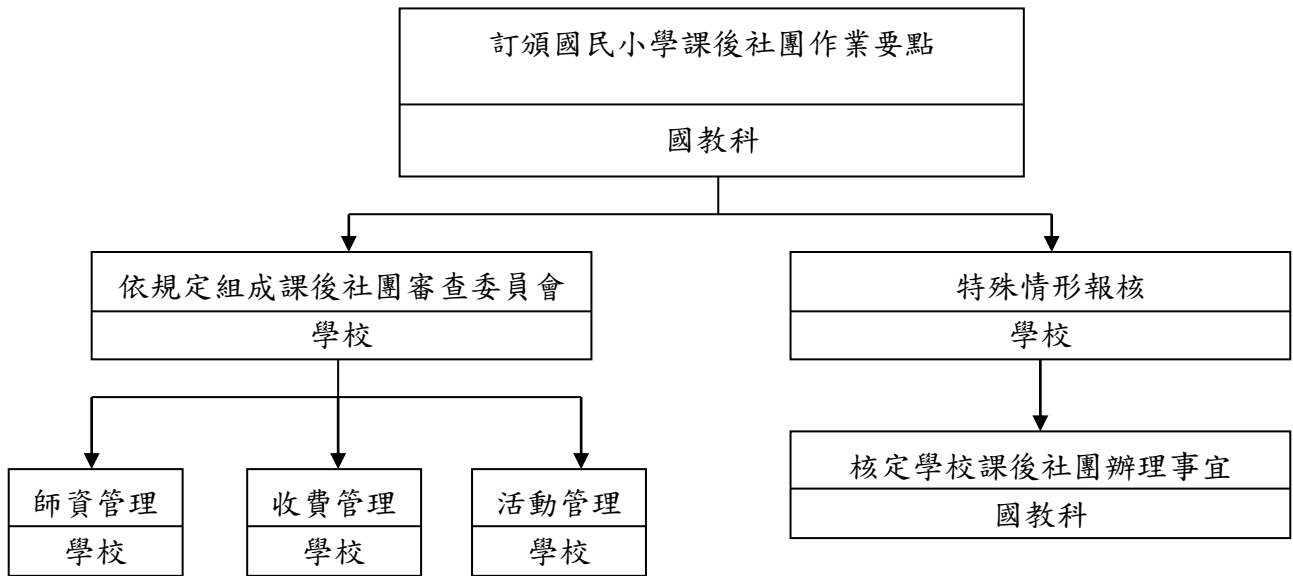 訂頒國民小學課後社團作業要點
國教科
依規定組成課後社團審查委員會
學校
特殊情形報核
學校
師資管理
學校
收費管理
學校
活動管理
學校
核定學校課後社團辦理事宜
國教科